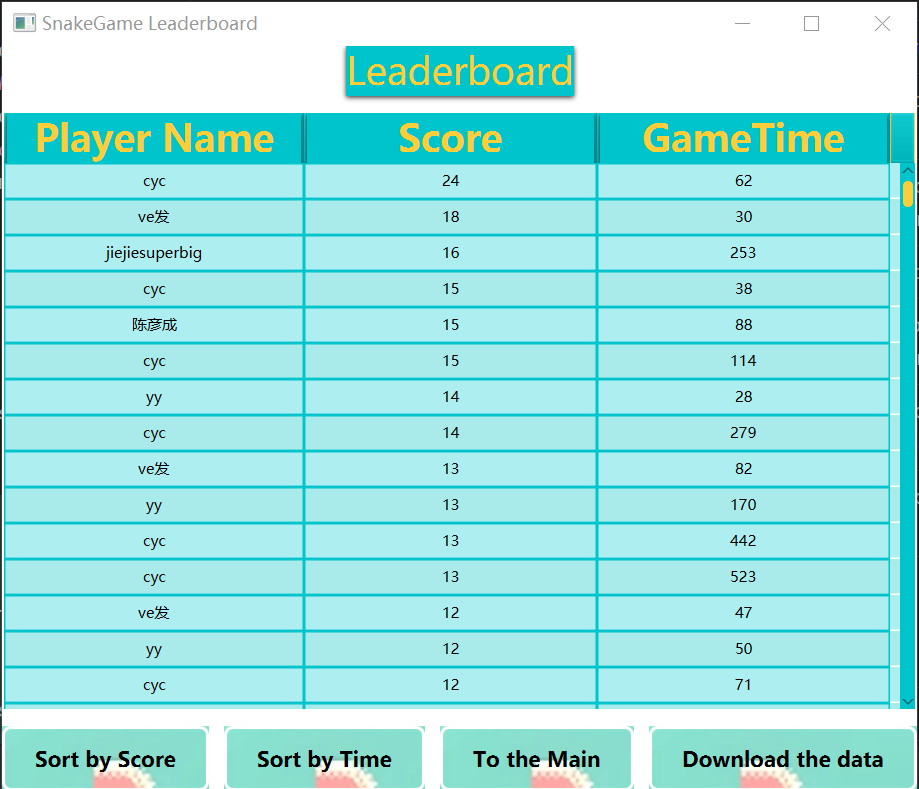 SnakeGame Leaderboard
Leaderboard
Player Name Score GameTime
cyc 24 62
ve发 18 30
jiejiesuperbig 16 253
cyc 15 38
陈彦成 15 88
cyc 15 114
yy 14 28
cyc 14 279
ve发 13 82
yy 13 170
cyc 13 442
cyc 13 523
ve发 12 47
yy 12 50
cyc 12 71
Sort by Score Sort by Time To the Main Download the data